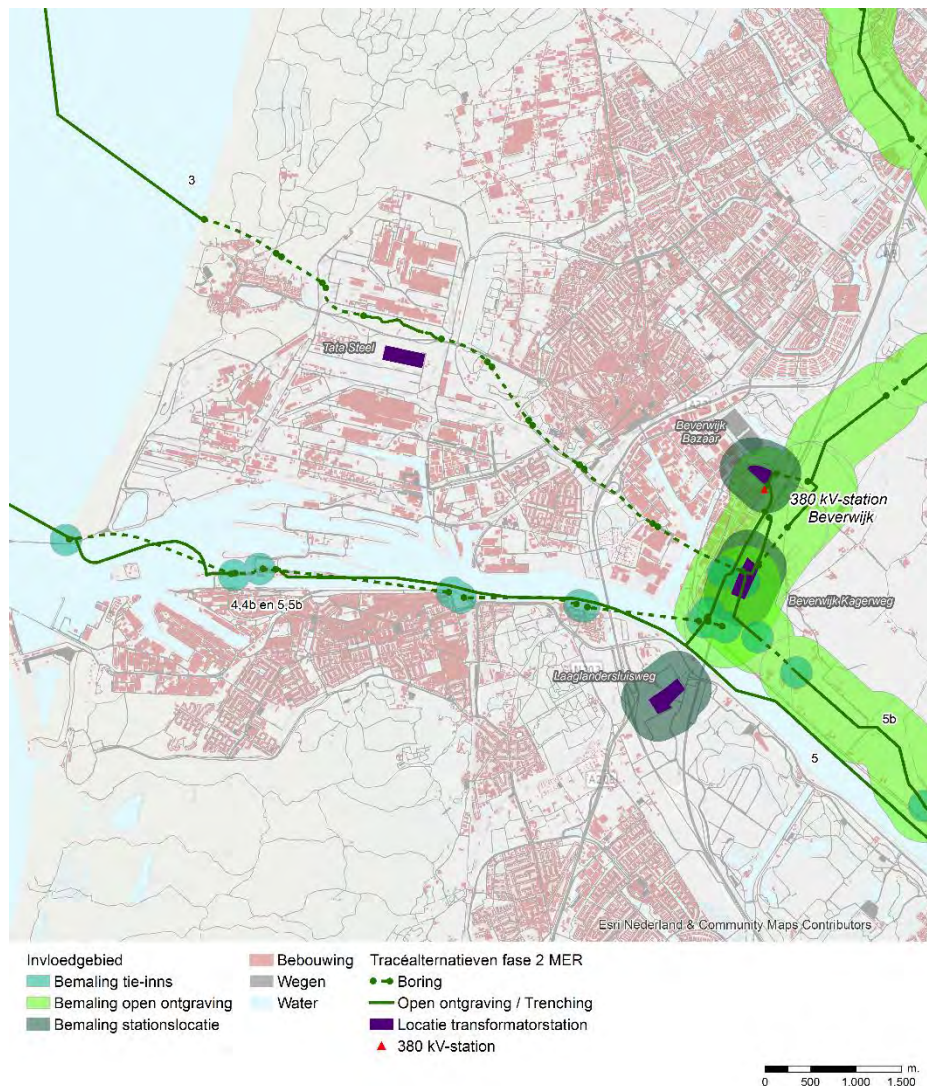 3
Tata Steel
Beverwijk
Bazaar
380 kV-station
Beverwijk
4,4b en 5,5b
Beverwijk-Kagerweg
Laaglandersluisweg
5b
5
Esri Nederland & Community Maps Contributors
Invloedgebied
Bemaling tie-inns
Bemaling open ontgraving
Bemaling stationslocatie
Bebouwing
Wegen
Water
Tracéalternatieven fase 2 MER
Boring
Open ontgraving / Trenching
Locatie transformatorstation
380 kV-station
m.
0 500 1.000 1.500